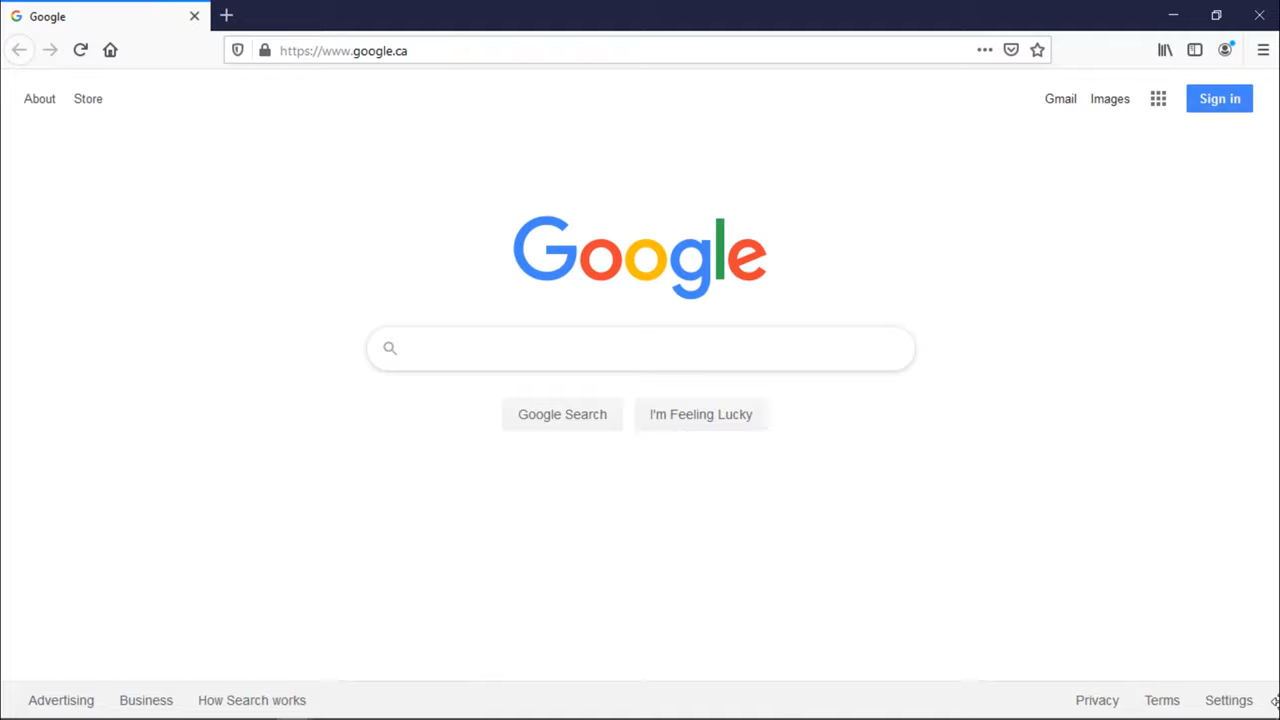 Google
https://www.google.ca
About Store
Gmail Images Sign in
Google
Google Search I'm Feeling Lucky
Advertising Business How Search works
Privacy Terms Settings